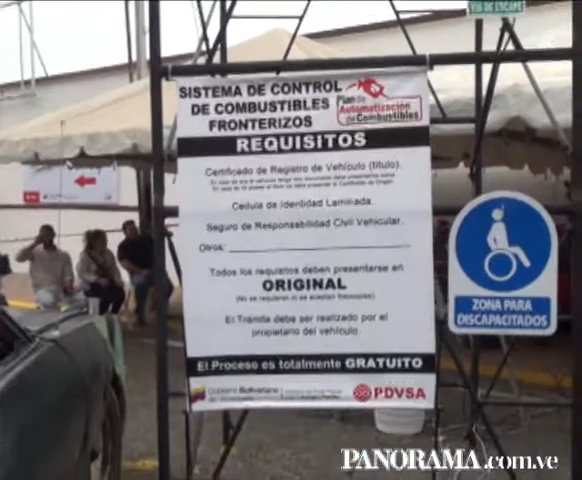 VIA DE ESCAPE
SISTEMA DE CONTROL
DE COMBUSTIBLES
FRONTERIZOS
Plan de
Automatización
de Combustibles
REQUISITOS
Certificado de Registro de Vehículo (título).
Cedula de Identidad Laminada.
Seguro de Responsabilidad Civil Vehicular.
Otros:
Todos los requisitos deben presentarse en
ORIGINAL
(No se requieren ni se aceptan fotocopias).
El Tramite debe ser realizado por el
propietario del vehículo.
El Proceso es totalmente GRATUITO
Gobierno Bolivariano
PDVSA
ZONA PARA
DISCAPACITADOS
PANORAMA.com.ve